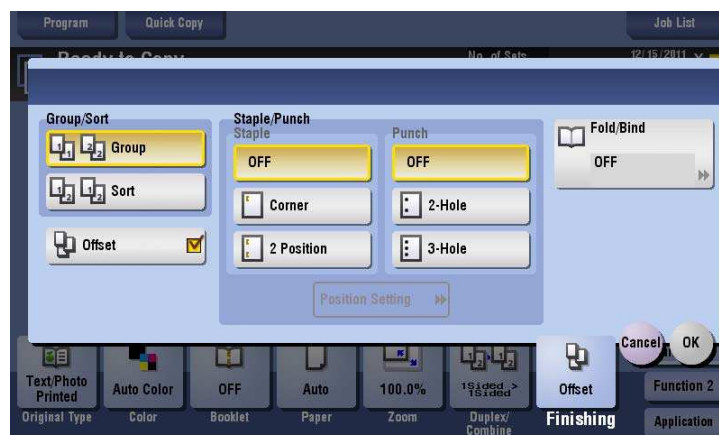 Program
Quick Copy
Job List
Ready to Copy
No. of Sets
12/15/2011
Group/Sort
Group
Sort
Offset
Staple/Punch
Staple
OFF
Corner
2 Position
Punch
OFF
2-Hole
3-Hole
Position Setting
Fold/Bind
OFF
Cancel
OK
Text/Photo
Printed
Original Type
Auto Color
Color
OFF
Booklet
Auto
Paper
100.0%
Zoom
1Sided >
1Sided
Duplex/
Combine
Offset
Finishing
Function 2
Application